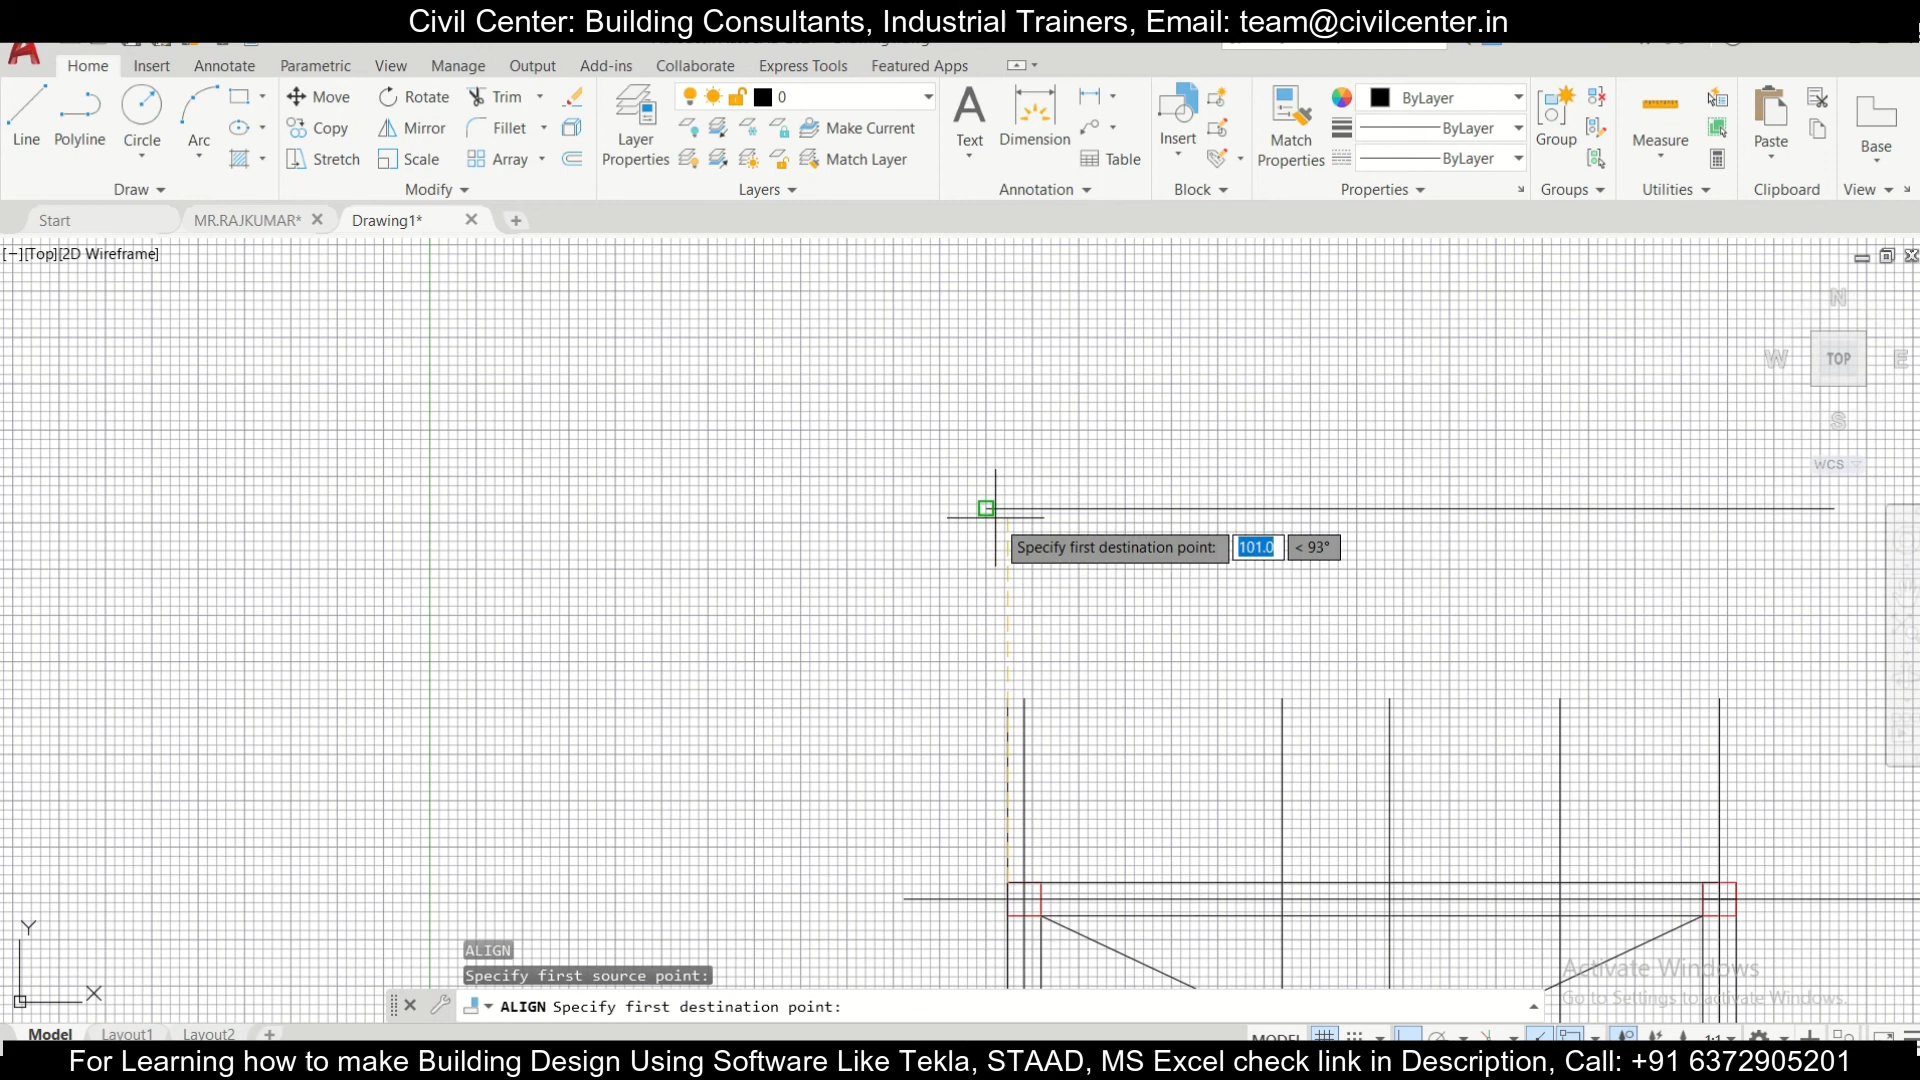 Civil Center: Building Consultants, Industrial Trainers, Email: team@civilcenter.in
Home Insert Annotate Parametric View Manage Output Add-ins Collaborate Express Tools Featured Apps
Line Polyline Circle Arc
Move Rotate Trim
Copy Mirror Fillet
Stretch Scale Array
Layer Properties
0
Make Current
Match Layer
Text Dimension Table
Insert
Match Properties
ByLayer
ByLayer
ByLayer
Group Measure Paste Base
Draw Modify Layers Annotation Block Properties Groups Utilities Clipboard View
Start MR.RAJKUMAR* Drawing1*
[−][Top][2D Wireframe]
N
W TOP E
S
WCS
Specify first destination point: 101.0 < 93°
Y
X
ALIGN
Specify first source point:
Activate Windows
Go to Settings to activate Windows.
ALIGN Specify first destination point:
Model Layout1 Layout2 MODEL 1:1
For Learning how to make Building Design Using Software Like Tekla, STAAD, MS Excel check link in Description, Call: +91 6372905201